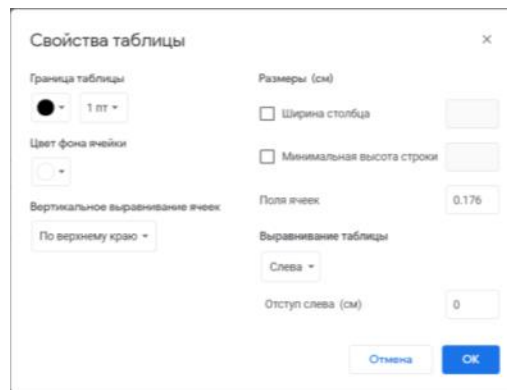 Свойства таблицы
Граница таблицы
1 пт
Цвет фона ячейки
Вертикальное выравнивание ячеек
По верхнему краю
Размеры (см)
Ширина столбца
Минимальная высота строки
Поля ячеек 0.176
Выравнивание таблицы
Слева
Отступ слева (см) 0
Отмена ОК